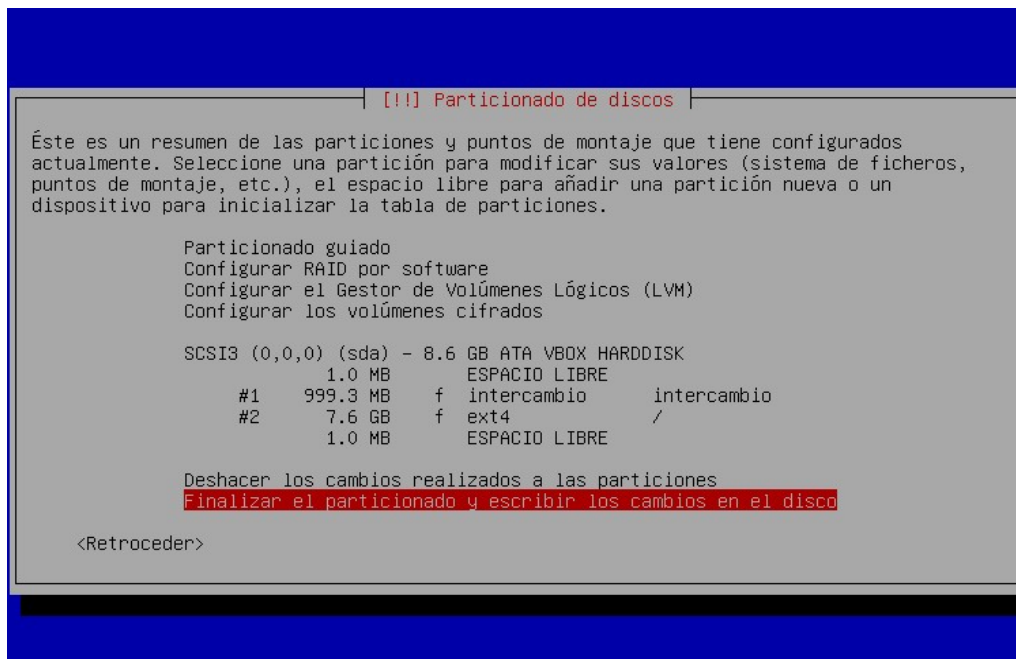 [!!] Particionado de discos
Éste es un resumen de las particiones y puntos de montaje que tiene configurados
actualmente. Seleccione una partición para modificar sus valores (sistema de ficheros,
puntos de montaje, etc.), el espacio libre para añadir una partición nueva o un
dispositivo para inicializar la tabla de particiones.
Particionado guiado
Configurar RAID por software
Configurar el Gestor de Volúmenes Lógicos (LVM)
Configurar los volúmenes cifrados
SCSI3 (0,0,0) (sda) – 8.6 GB ATA VBOX HARDDISK
1.0 MB ESPACIO LIBRE
#1 999.3 MB f intercambio intercambio
#2 7.6 GB f ext4 /
1.0 MB ESPACIO LIBRE
Deshacer los cambios realizados a las particiones
Finalizar el particionado y escribir los cambios en el disco
<Retroceder>